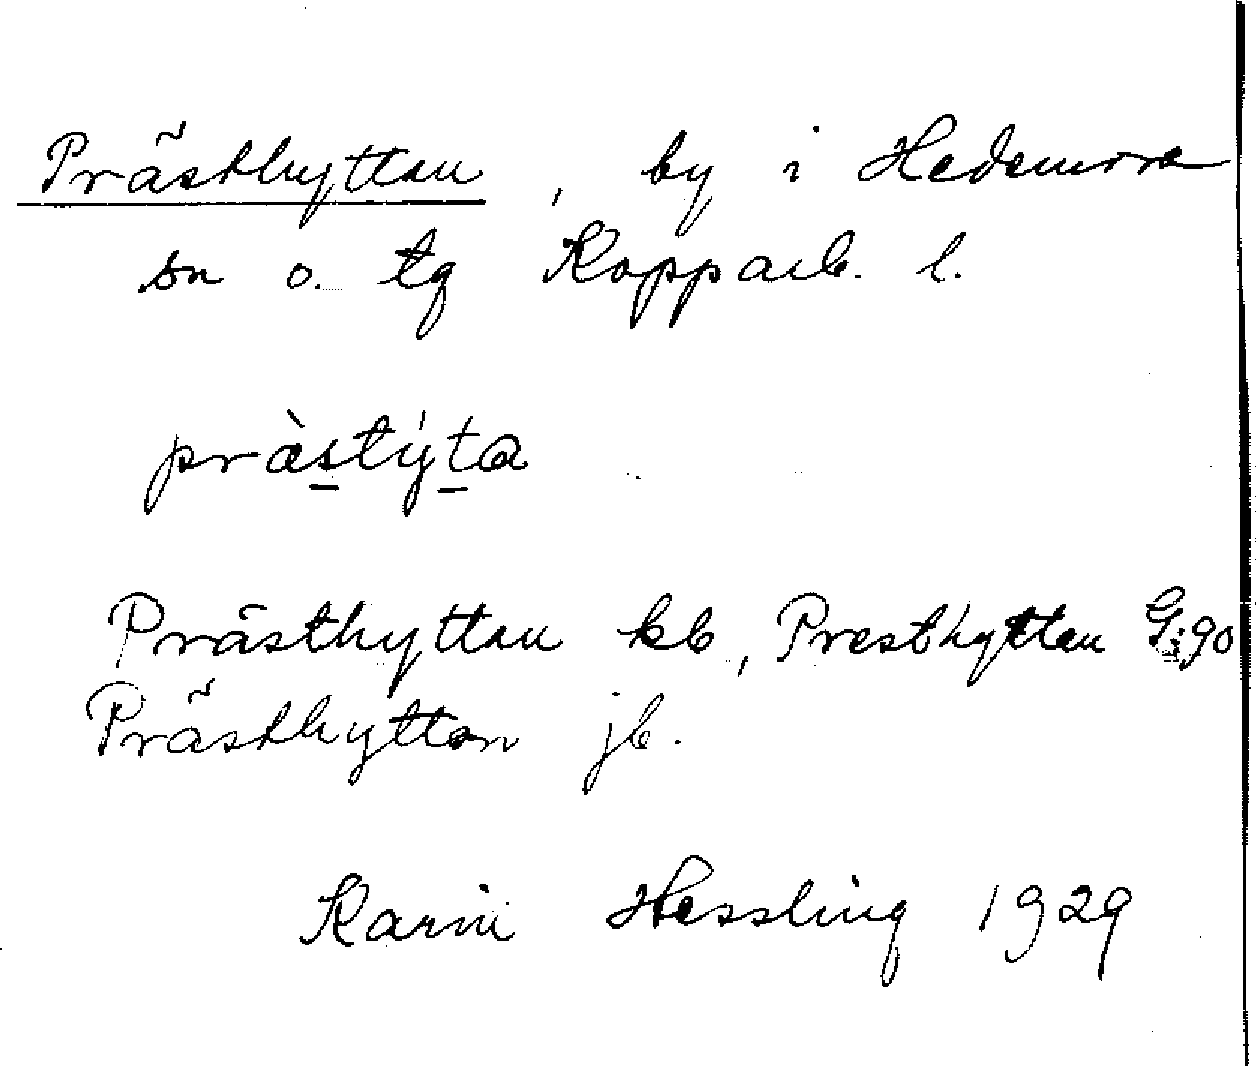 Prästhyttan, by i Hedemora
sn o. tg Kopparb. l.
pràstýta
Prästhyttan kb, Presthyttan G:90
Prästhyttan jb.
Karin Hessling 1929